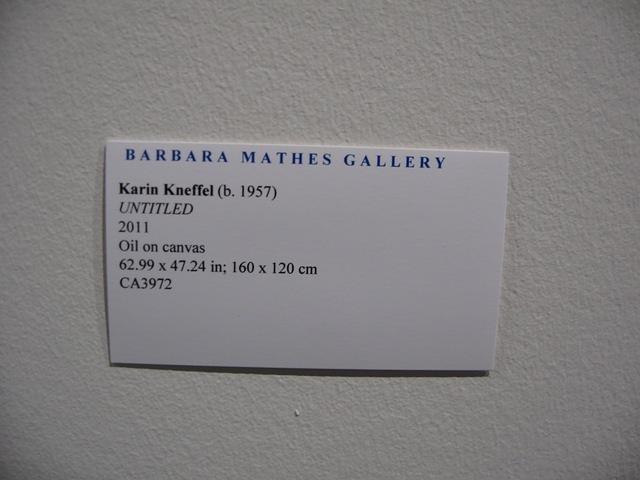 BARBARA MATHES GALLERY
Karin Kneffel (b. 1957)
UNTITLED
2011
Oil on canvas
62.99 x 47.24 in; 160 x 120 cm
CA3972